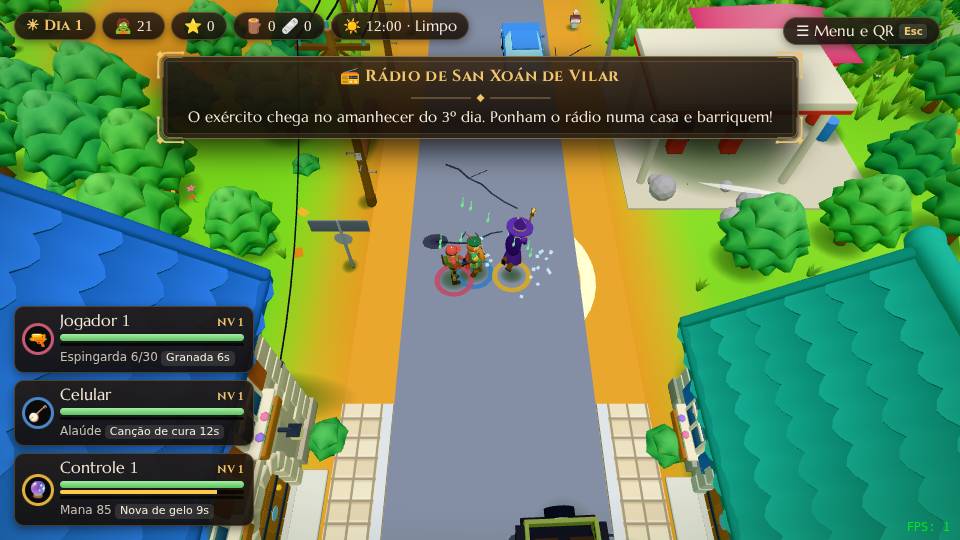 DIA 1
21
0
0 0
12:00 · Limpo
Menu e QR Esc
RÁDIO DE SAN XOÁN DE VILAR
O exército chega no amanhecer do 3º dia. Ponham o rádio numa casa e barriquem!
Jogador 1 NV 1
Espingarda 6/30 Granada 6s
Celular NV 1
Alaúde Canção de cura 12s
Controle 1 NV 1
Mana 85 Nova de gelo 9s
FPS: 1